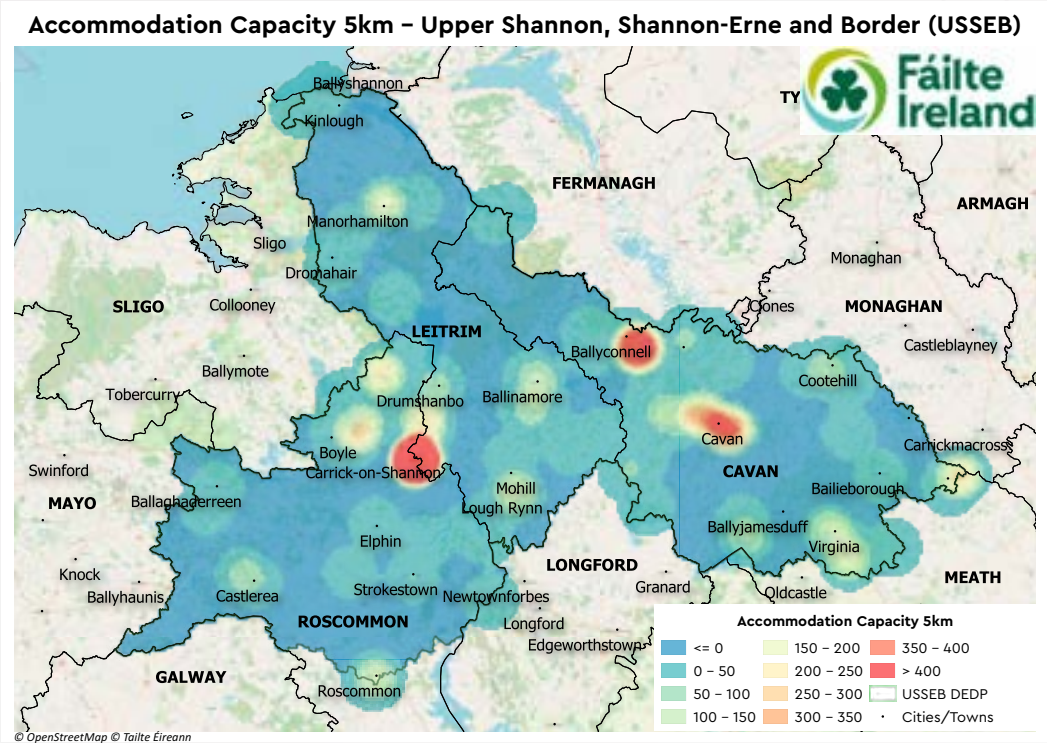 Accommodation Capacity 5km – Upper Shannon, Shannon-Erne and Border (USSEB)
Fáilte
Ireland
Ballyshannon
TY
Kinlough
FERMANAGH
ARMAGH
Manorhamilton
Sligo
Monaghan
Dromahair
SLIGO
Collooney
Clones
MONAGHAN
LEITRIM
Castleblayney
Ballyconnell
Ballymote
Cootehill
Tobercurry
Drumshanbo
Ballinamore
Cavan
Carrickmacross
Boyle
Swinford
Carrick-on-Shannon
CAVAN
Mohill
Bailieborough
MAYO
Ballaghaderreen
Lough Rynn
Ballyjamesduff
Elphin
Virginia
LONGFORD
Knock
MEATH
Granard
Strokestown
Oldcastle
Ballyhaunis
Castlerea
Newtownforbes
ROSCOMMON
Longford
Edgeworthstown
GALWAY
Roscommon
Accommodation Capacity 5km
<= 0
0 – 50
50 – 100
100 – 150
150 – 200
200 – 250
250 – 300
300 – 350
350 – 400
> 400
USSEB DEDP
Cities/Towns
© OpenStreetMap © Tailte Éireann